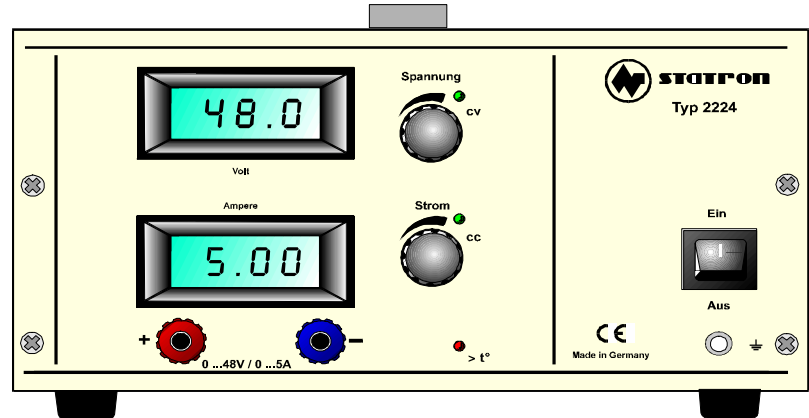 48.0
Volt
Ampere
5.00
+
−
0 ...48V / 0 ...5A
Spannung
CV
Strom
CC
> t°
STATRON
Typ 2224
Ein
Aus
CE
Made in Germany